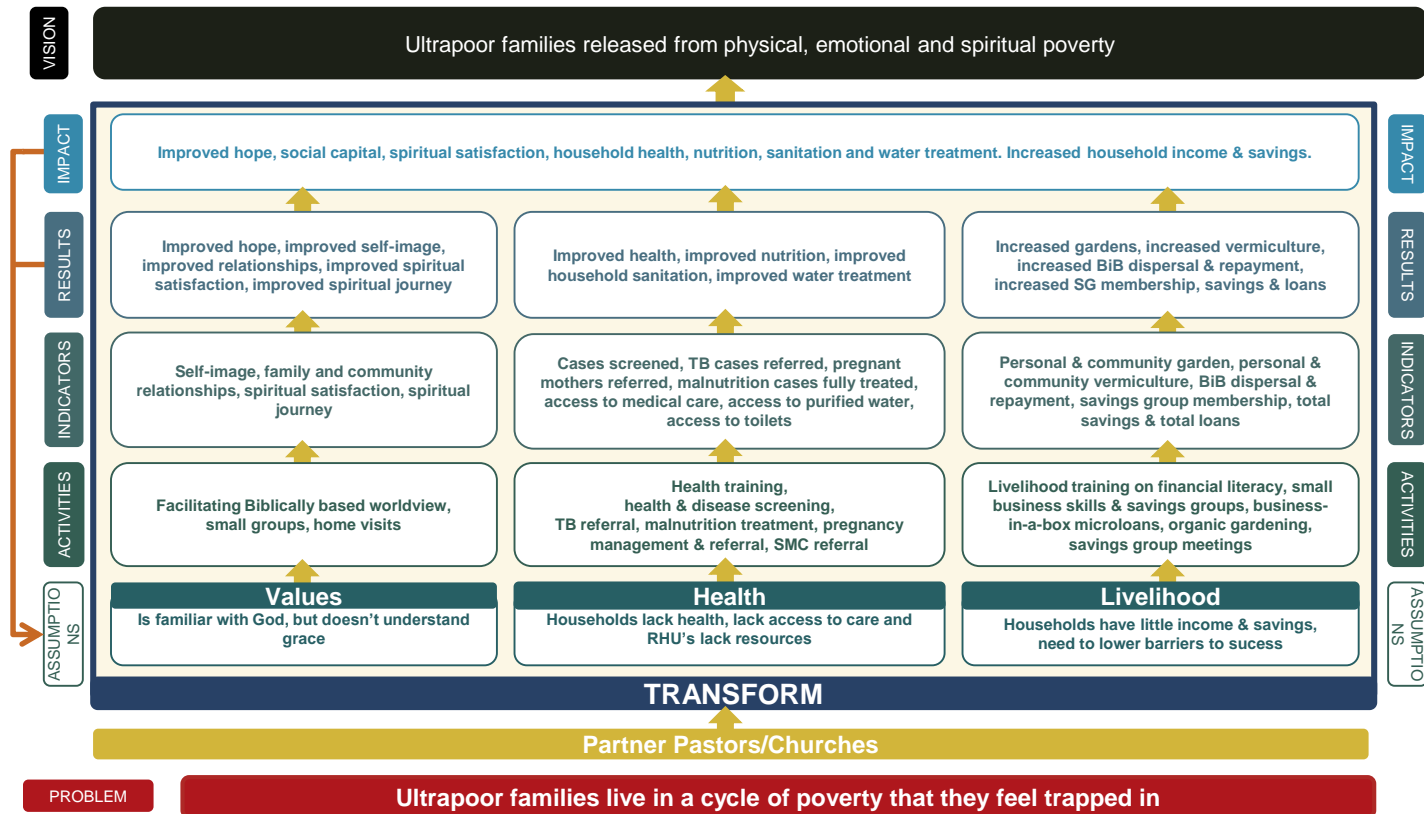 VISION
Ultrapoor families released from physical, emotional and spiritual poverty
IMPACT
Improved hope, social capital, spiritual satisfaction, household health, nutrition, sanitation and water treatment. Increased household income & savings.
IMPACT
RESULTS
Improved hope, improved self-image,
improved relationships, improved spiritual
satisfaction, improved spiritual journey
Improved health, improved nutrition, improved
household sanitation, improved water treatment
Increased gardens, increased vermiculture,
increased BiB dispersal & repayment,
increased SG membership, savings & loans
RESULTS
INDICATORS
Self-image, family and community
relationships, spiritual satisfaction, spiritual
journey
Cases screened, TB cases referred, pregnant
mothers referred, malnutrition cases fully treated,
access to medical care, access to purified water,
access to toilets
Personal & community garden, personal &
community vermiculture, BiB dispersal &
repayment, savings group membership, total
savings & total loans
INDICATORS
ACTIVITIES
Facilitating Biblically based worldview,
small groups, home visits
Health training,
health & disease screening,
TB referral, malnutrition treatment, pregnancy
management & referral, SMC referral
Livelihood training on financial literacy, small
business skills & savings groups, business-
in-a-box microloans, organic gardening,
savings group meetings
ACTIVITIES
ASSUMPTIO
NS
Values
Is familiar with God, but doesn't understand
grace
Health
Households lack health, lack access to care and
RHU's lack resources
Livelihood
Households have little income & savings,
need to lower barriers to sucess
ASSUMPTIO
NS
TRANSFORM
Partner Pastors/Churches
PROBLEM
Ultrapoor families live in a cycle of poverty that they feel trapped in